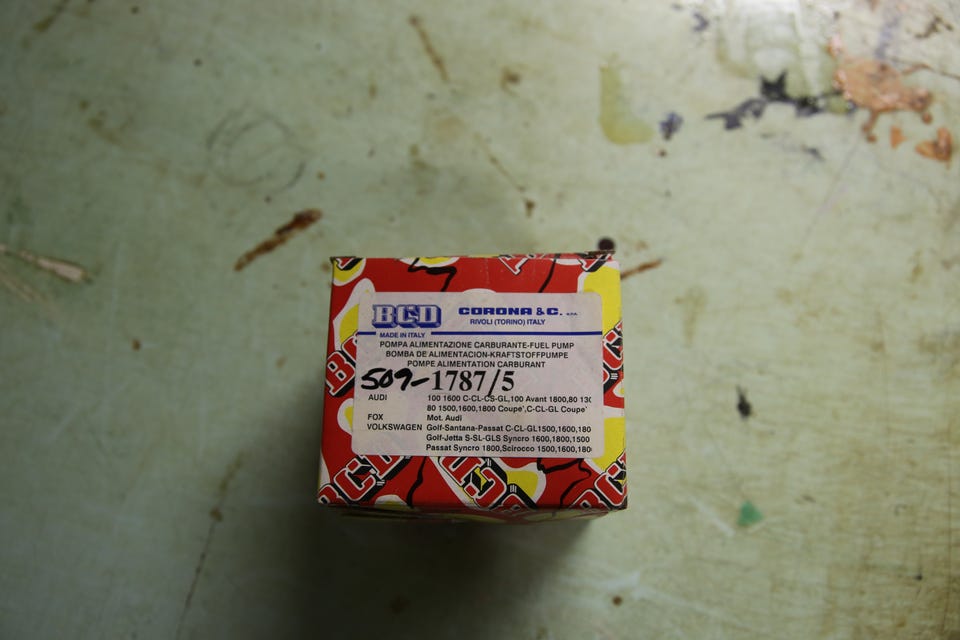 BCD CORONA & C. S.P.A.
RIVOLI (TORINO) ITALY
MADE IN ITALY
POMPA ALIMENTAZIONE CARBURANTE-FUEL PUMP
BOMBA DE ALIMENTACION-KRAFTSTOFFPUMPE
POMPE ALIMENTATION CARBURANT
509-1787/5
AUDI 100 1600 C-CL-CS-GL,100 Avant 1800,80 130
80 1500,1600,1800 Coupe',C-CL-GL Coupe'
FOX Mot. Audi
VOLKSWAGEN Golf-Santana-Passat C-CL-GL1500,1600,180
Golf-Jetta S-SL-GLS Syncro 1600,1800,1500
Passat Syncro 1800,Scirocco 1500,1600,180
BCD
BCD
BCD